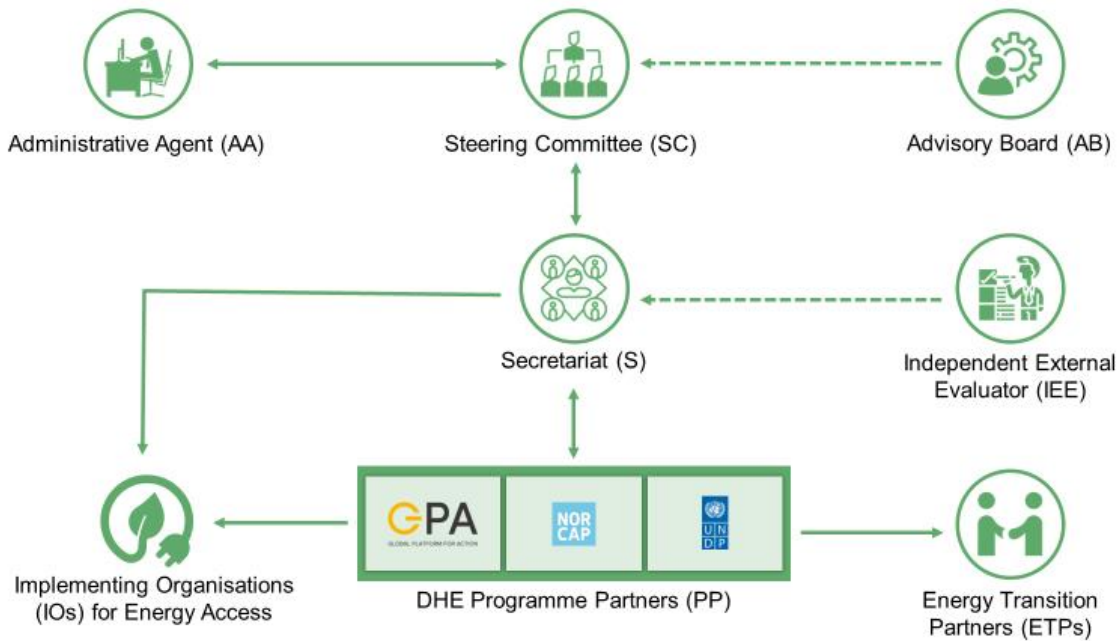 Administrative Agent (AA)
Steering Committee (SC)
Advisory Board (AB)
Secretariat (S)
Independent External
Evaluator (IEE)
GPA
GLOBAL PLATFORM FOR ACTION
NOR
CAP
U N
D P
Implementing Organisations
(IOs) for Energy Access
DHE Programme Partners (PP)
Energy Transition
Partners (ETPs)